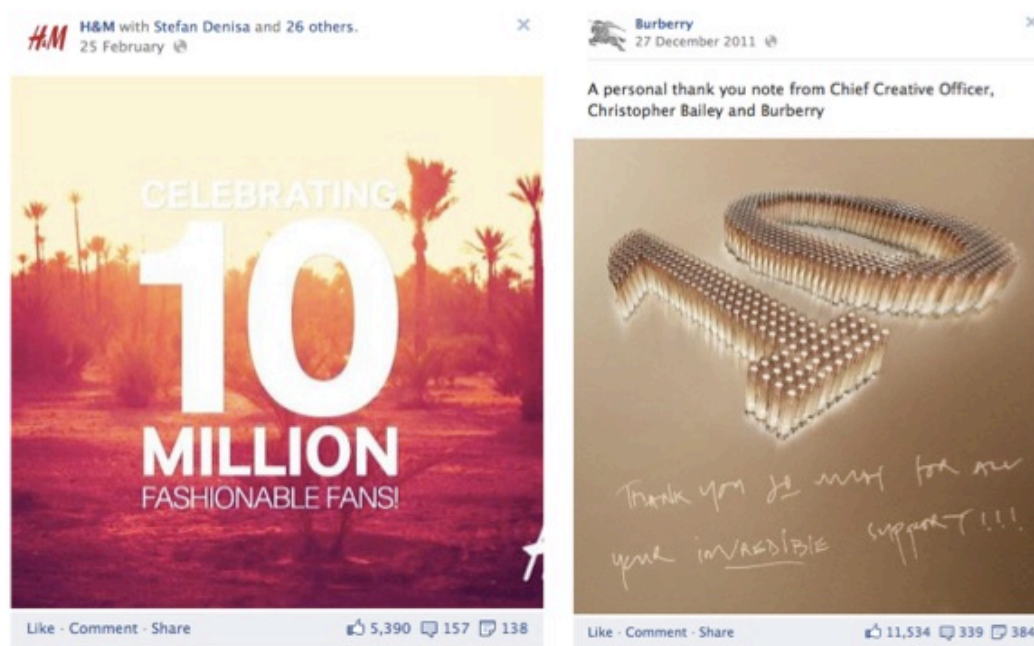 H&M
H&M with Stefan Denisa and 26 others.
25 February
CELEBRATING
10
MILLION
FASHIONABLE FANS!
Like · Comment · Share 5,390 157 138
Burberry
27 December 2011
A personal thank you note from Chief Creative Officer,
Christopher Bailey and Burberry
10
THANK you so much FOR ALL
your inCREDIBLE SuppoRT!!!
Like · Comment · Share 11,534 339 384